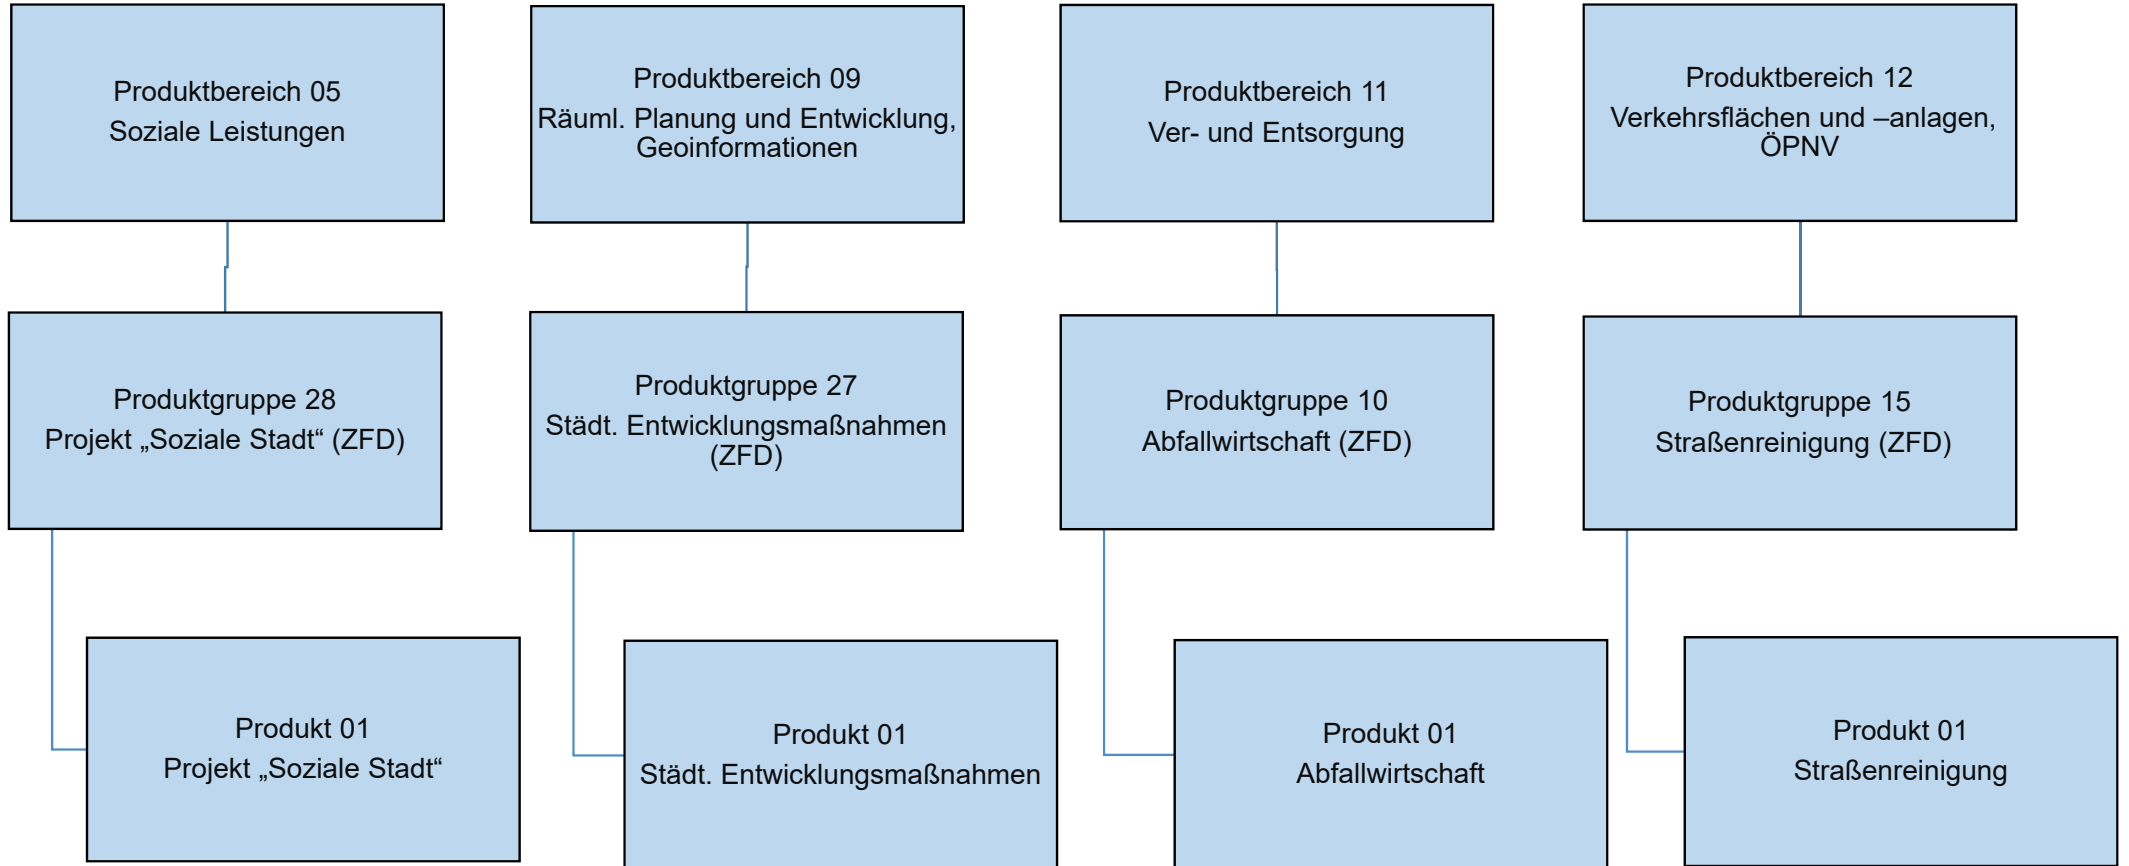 Produktbereich 05
Soziale Leistungen
Produktbereich 09
Räuml. Planung und Entwicklung,
Geoinformationen
Produktbereich 11
Ver- und Entsorgung
Produktbereich 12
Verkehrsflächen und –anlagen,
ÖPNV
Produktgruppe 28
Projekt „Soziale Stadt“ (ZFD)
Produktgruppe 27
Städt. Entwicklungsmaßnahmen
(ZFD)
Produktgruppe 10
Abfallwirtschaft (ZFD)
Produktgruppe 15
Straßenreinigung (ZFD)
Produkt 01
Projekt „Soziale Stadt“
Produkt 01
Städt. Entwicklungsmaßnahmen
Produkt 01
Abfallwirtschaft
Produkt 01
Straßenreinigung